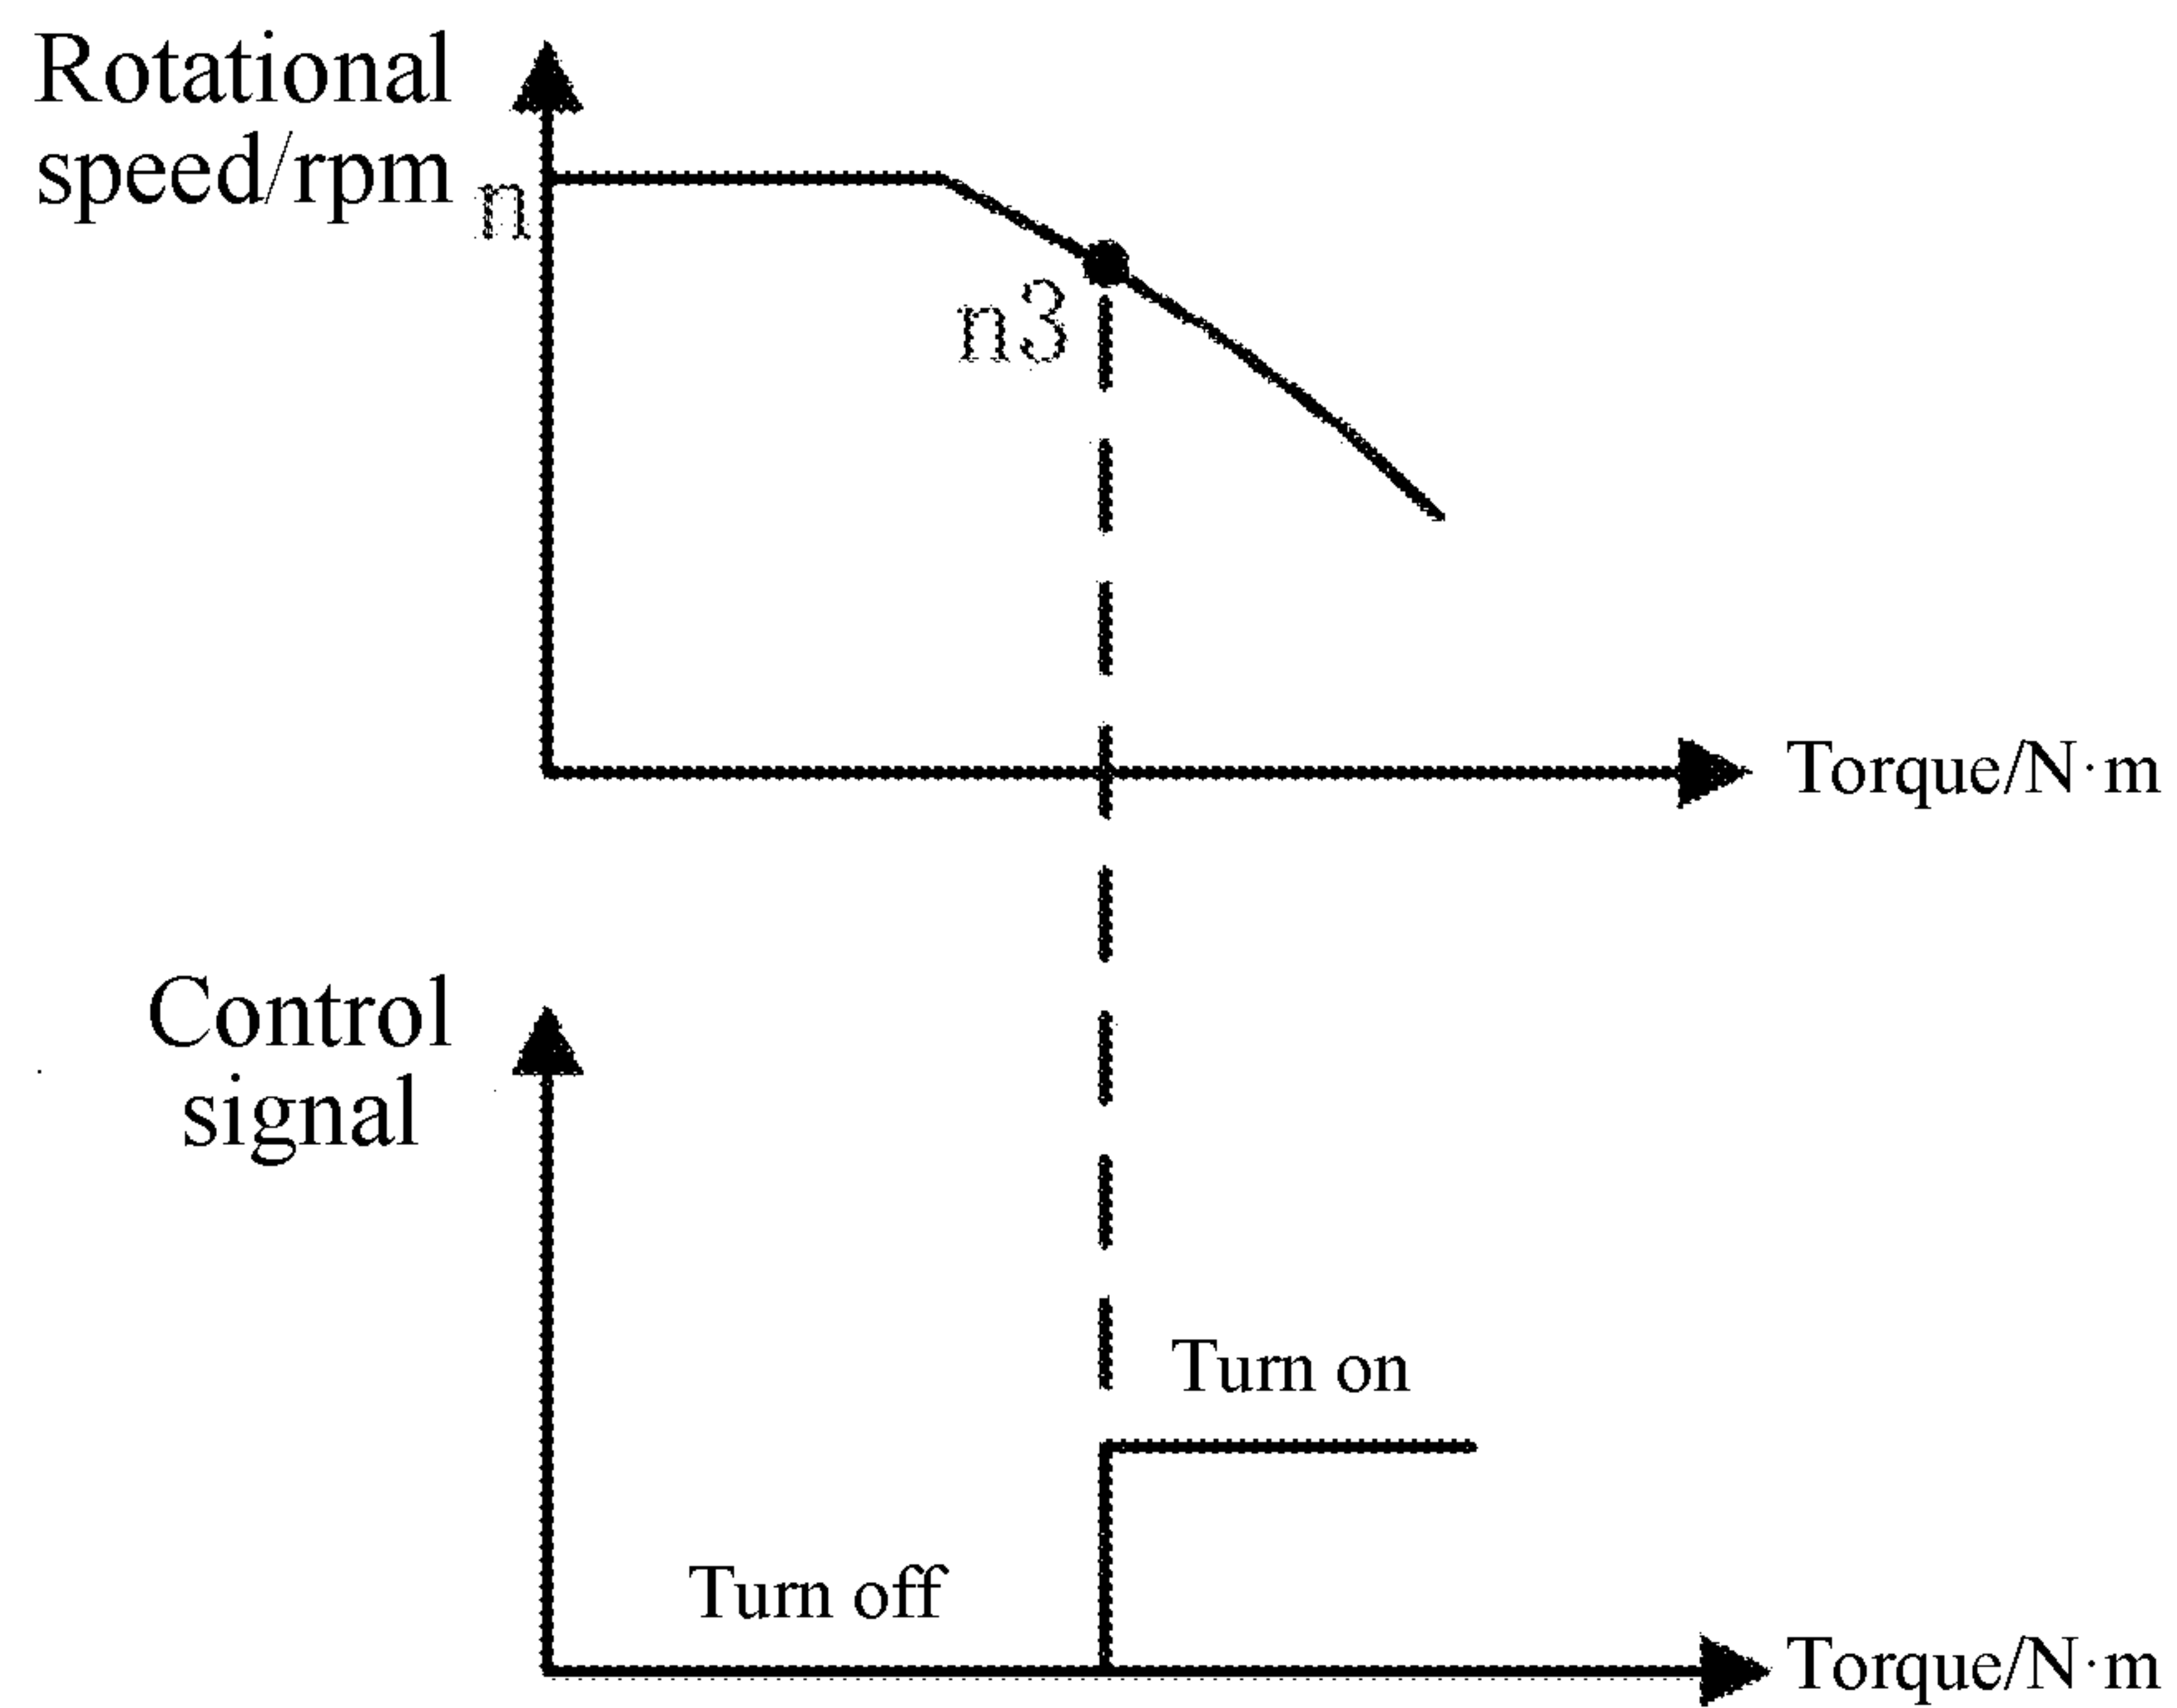 Rotational
speed/rpm
n
n3
Torque/N·m
Control
signal
Turn on
Turn off
Torque/N·m